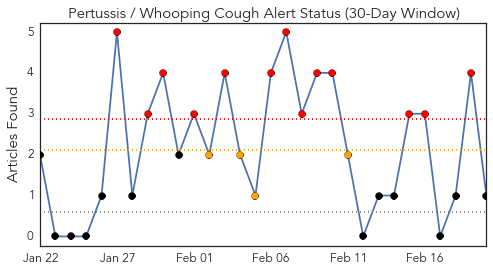 Pertussis / Whooping Cough Alert Status (30-Day Window)
Articles Found
5
4
3
2
1
0
Jan 22 Jan 27 Feb 01 Feb 06 Feb 11 Feb 16